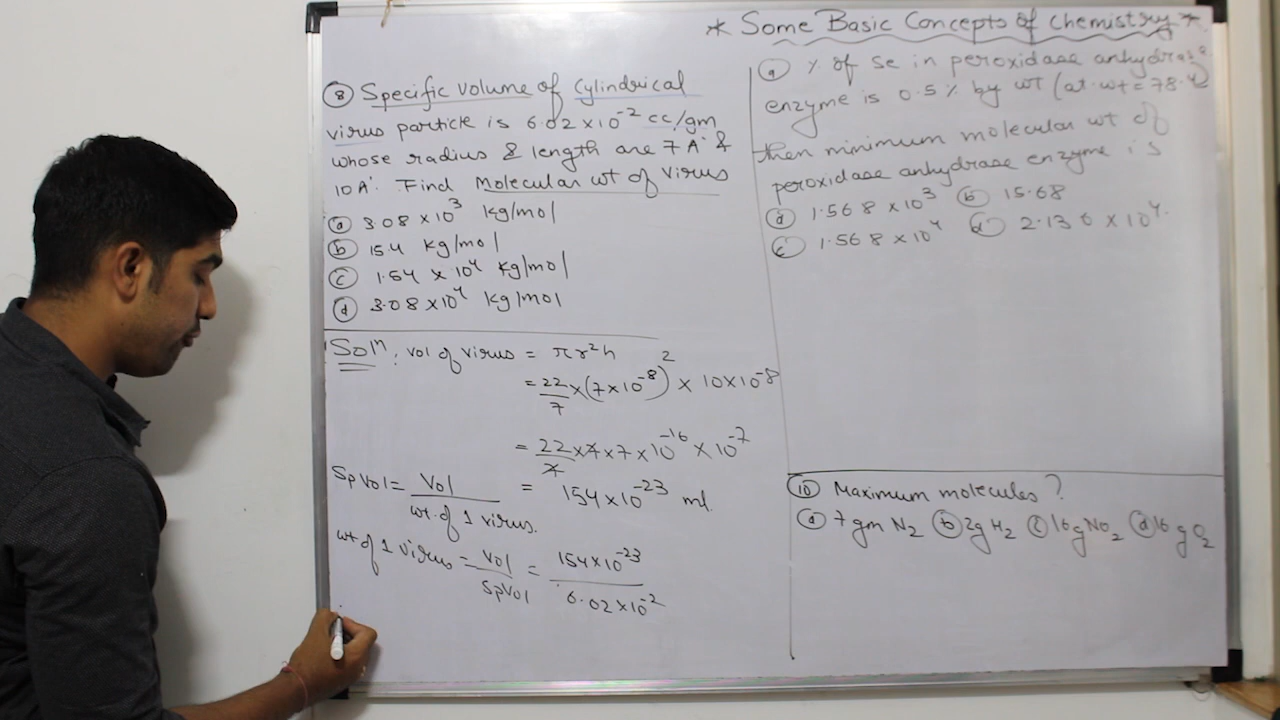 * Some Basic Concepts of Chemistry *
⑧ Specific Volume of Cylindrical
virus particle is 6.02 × 10⁻² cc/gm
whose radius & length are 7 A° &
10 A°. Find Molecular wt of virus
ⓐ 3.08 × 10³ kg/mol
ⓑ 154 kg/mol
ⓒ 1.54 × 10⁴ kg/mol
ⓓ 3.08 × 10⁴ kg/mol
Solⁿ: vol of virus = πr²h
= 22/7 × (7 × 10⁻⁸)² × 10 × 10⁻⁸
= 22/7 × 7 × 7 × 10⁻¹⁶ × 10⁻⁷
= 154 × 10⁻²³ ml.
Sp Vol = Vol / wt. of 1 virus.
wt of 1 virus = Vol / Sp Vol = 154 × 10⁻²³ / 6.02 × 10⁻²
⑨ % of Se in peroxidase anhydrase
enzyme is 0.5% by wt (at. wt = 78.4)
then minimum molecular wt of
peroxidase anhydrase enzyme is
ⓐ 1.568 × 10³ ⓑ 15.68
ⓒ 1.568 × 10⁴ ⓓ 2.136 × 10⁴.
⑩ Maximum molecules?
ⓐ 7 gm N₂ ⓑ 2g H₂ ⓒ 16g NO₂ ⓓ 16 g O₂